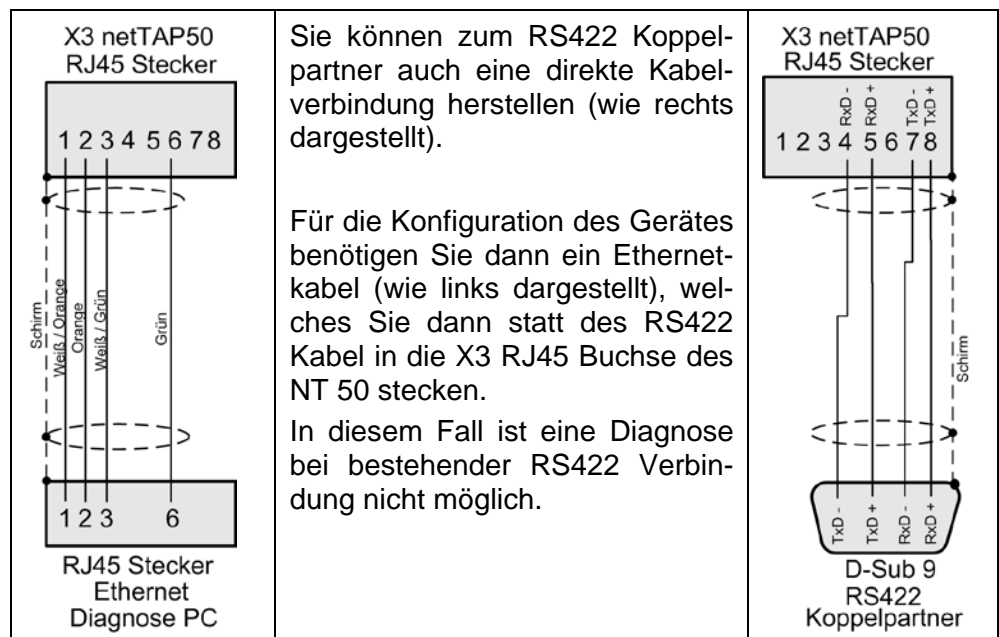 X3 netTAP50
RJ45 Stecker
1 2 3 4 5 6 7 8
Schirm
Weiß / Orange
Orange
Weiß / Grün
Grün
1 2 3 6
RJ45 Stecker
Ethernet
Diagnose PC
Sie können zum RS422 Koppel-
partner auch eine direkte Kabel-
verbindung herstellen (wie rechts
dargestellt).
Für die Konfiguration des Gerätes
benötigen Sie dann ein Ethernet-
kabel (wie links dargestellt), wel-
ches Sie dann statt des RS422
Kabel in die X3 RJ45 Buchse des
NT 50 stecken.
In diesem Fall ist eine Diagnose
bei bestehender RS422 Verbin-
dung nicht möglich.
X3 netTAP50
RJ45 Stecker
RxD -
RxD +
TxD -
TxD +
1 2 3 4 5 6 7 8
Schirm
TxD -
TxD +
RxD -
RxD +
D-Sub 9
RS422
Koppelpartner